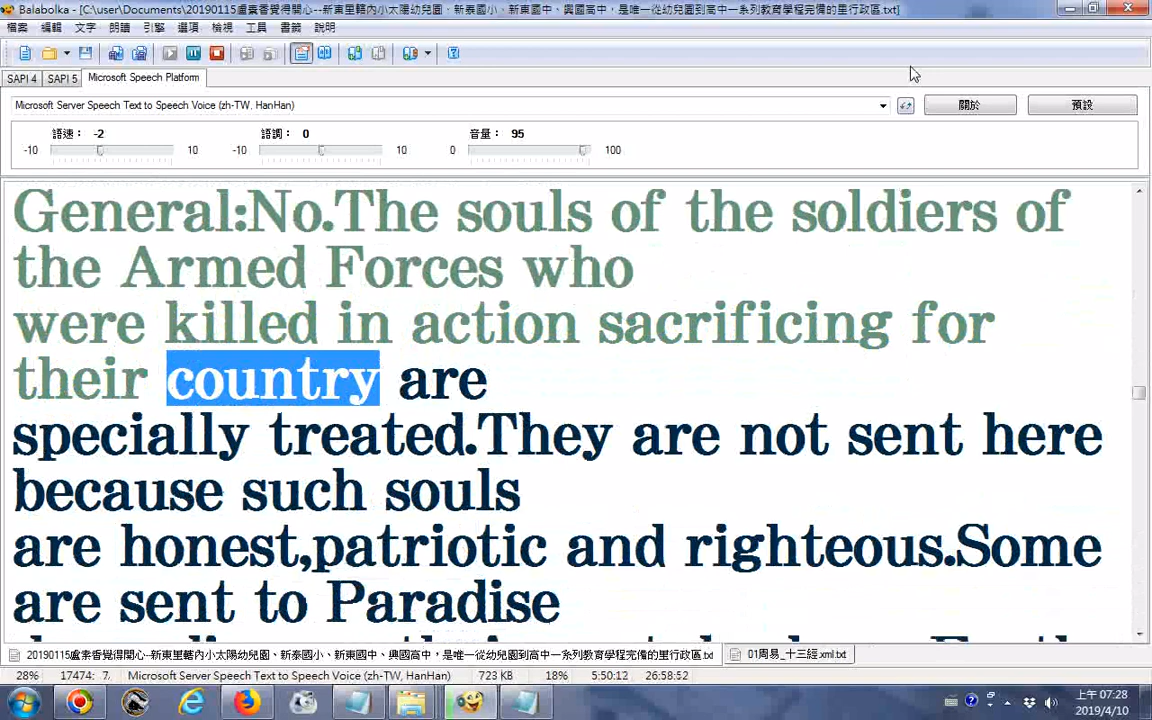 Balabolka - [C:\user\Documents\20190115盧素香覺得開心--新東里轄內小太陽幼兒園、新泰國小、新東國中、興國高中，是唯一從幼兒園到高中一系列教育學程完備的里行政區.txt]
檔案 編輯 文字 朗讀 引擎 選項 檢視 工具 書籤 說明
SAPI 4 SAPI 5 Microsoft Speech Platform
Microsoft Server Speech Text to Speech Voice (zh-TW, HanHan) 關於 預設
語速： -2 語調： 0 音量： 95
-10 10 -10 10 0 100
General:No.The souls of the soldiers of
the Armed Forces who
were killed in action sacrificing for
their country are
specially treated.They are not sent here
because such souls
are honest,patriotic and righteous.Some
are sent to Paradise
20190115盧素香覺得開心--新東里轄內小太陽幼兒園、新泰國小、新東國中、興國高中，是唯一從幼兒園到高中一系列教育學程完備的里行政區.txt 01周易_十三經.xml.txt
28% 17474: 7. Microsoft Server Speech Text to Speech Voice (zh-TW, HanHan) 723 KB 18% 5:50:12 26:58:52
上午 07:28
2019/4/10